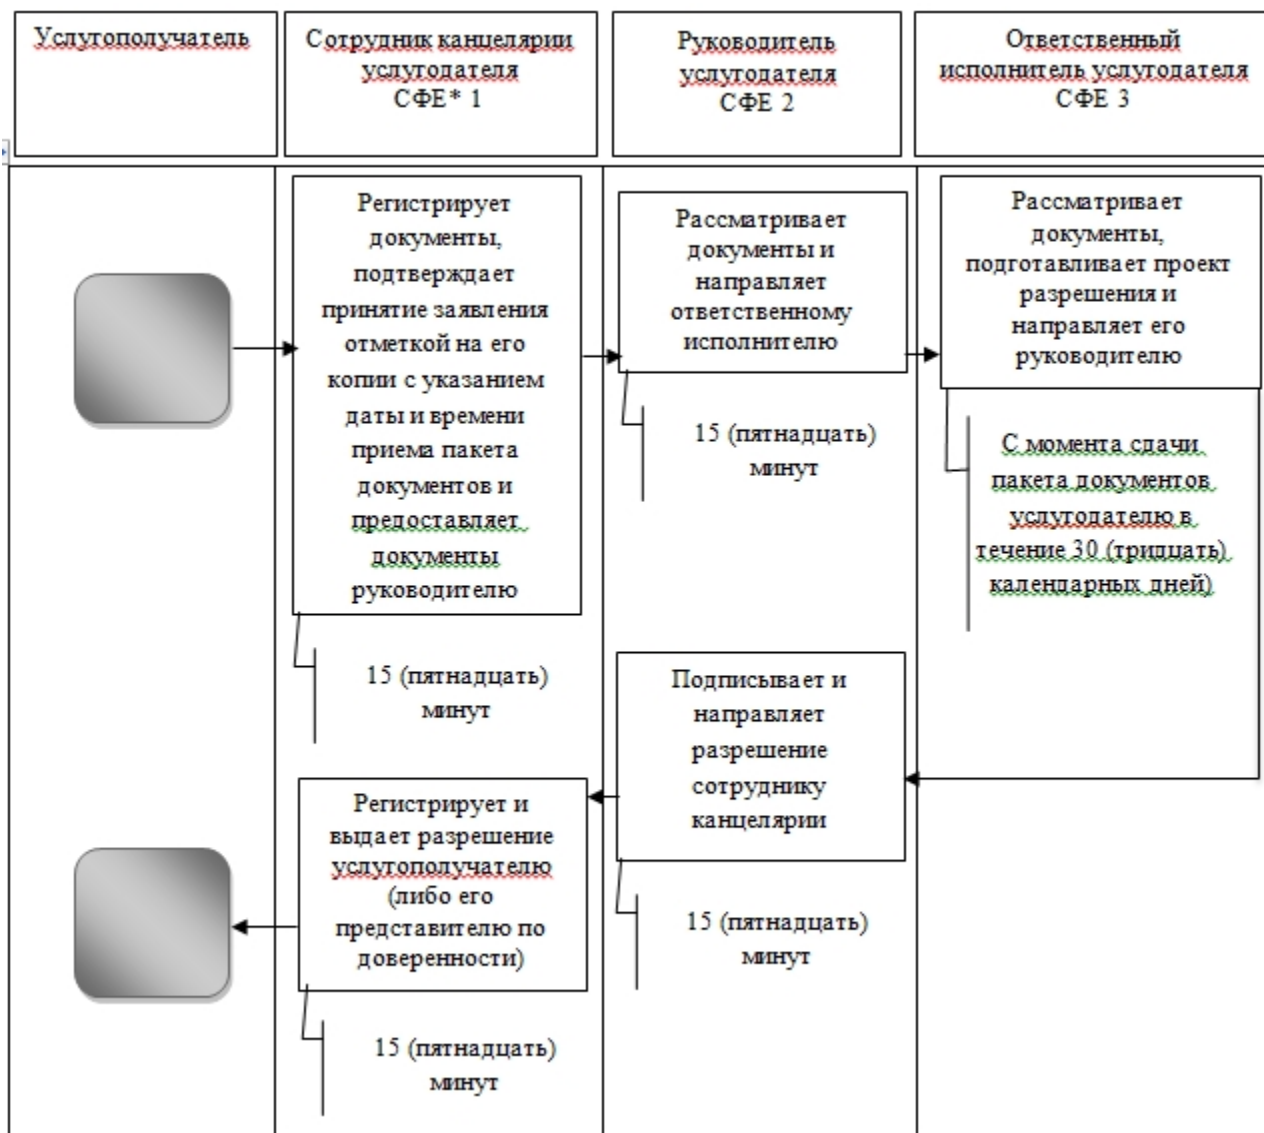 Услугополучатель
Сотрудник канцелярии
услугодателя
СФЕ* 1
Руководитель
услугодателя
СФЕ 2
Ответственный
исполнитель услугодателя
СФЕ 3
Регистрирует
документы,
подтверждает
принятие заявления
отметкой на его
копии с указанием
даты и времени
приема пакета
документов и
предоставляет
документы
руководителю
15 (пятнадцать)
минут
Рассматривает
документы и
направляет
ответственному
исполнителю
15 (пятнадцать)
минут
Рассматривает
документы,
подготавливает проект
разрешения и
направляет его
руководителю
С момента сдачи
пакета документов
услугодателю в
течение 30 (тридцать)
календарных дней)
Подписывает и
направляет
разрешение
сотруднику
канцелярии
15 (пятнадцать)
минут
Регистрирует и
выдает разрешение
услугополучателю
(либо его
представителю по
доверенности)
15 (пятнадцать)
минут